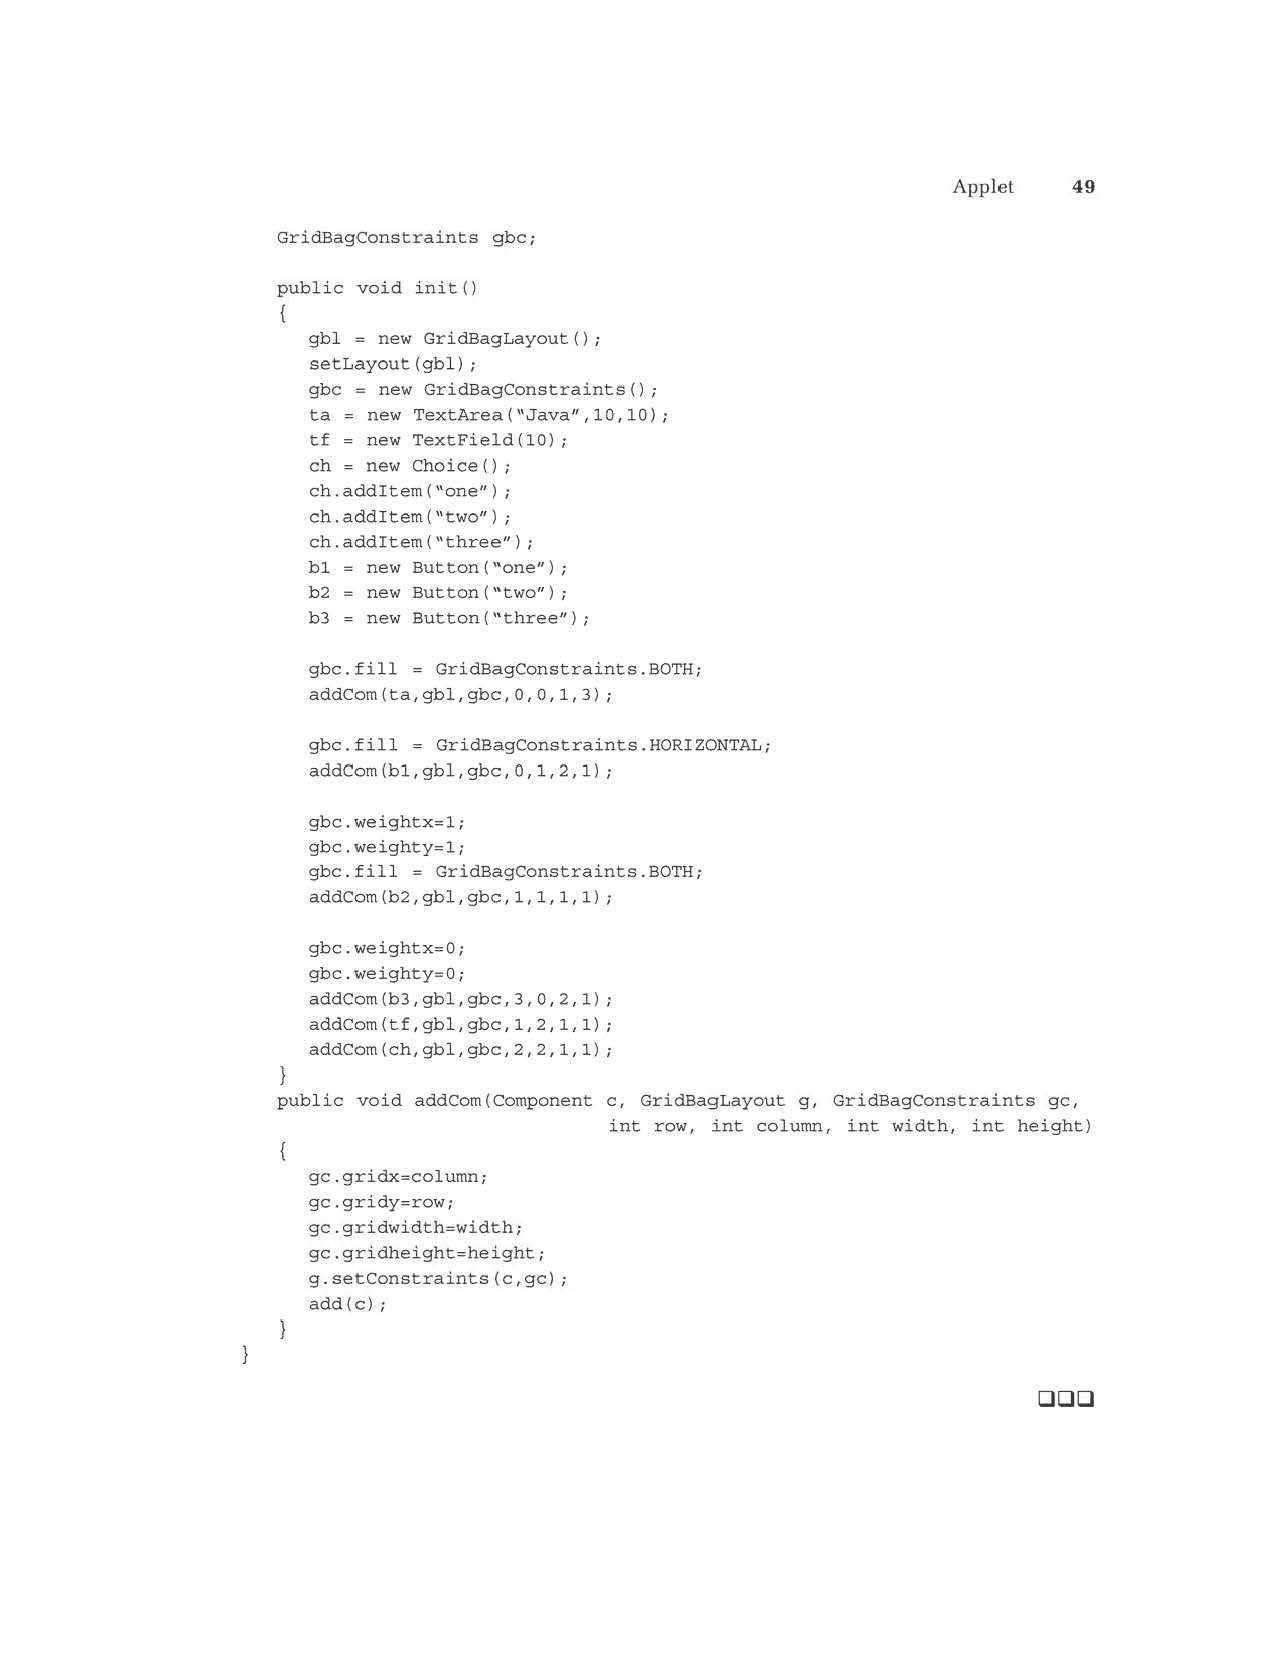 Applet 49
GridBagConstraints gbc;
public void init()
{
gbl = new GridBagLayout();
setLayout(gbl);
gbc = new GridBagConstraints();
ta = new TextArea(“Java”,10,10);
tf = new TextField(10);
ch = new Choice();
ch.addItem(“one”);
ch.addItem(“two”);
ch.addItem(“three”);
b1 = new Button(“one”);
b2 = new Button(“two”);
b3 = new Button(“three”);
gbc.fill = GridBagConstraints.BOTH;
addCom(ta,gbl,gbc,0,0,1,3);
gbc.fill = GridBagConstraints.HORIZONTAL;
addCom(b1,gbl,gbc,0,1,2,1);
gbc.weightx=1;
gbc.weighty=1;
gbc.fill = GridBagConstraints.BOTH;
addCom(b2,gbl,gbc,1,1,1,1);
gbc.weightx=0;
gbc.weighty=0;
addCom(b3,gbl,gbc,3,0,2,1);
addCom(tf,gbl,gbc,1,2,1,1);
addCom(ch,gbl,gbc,2,2,1,1);
}
public void addCom(Component c, GridBagLayout g, GridBagConstraints gc,
int row, int column, int width, int height)
{
gc.gridx=column;
gc.gridy=row;
gc.gridwidth=width;
gc.gridheight=height;
g.setConstraints(c,gc);
add(c);
}
}
❑❑❑